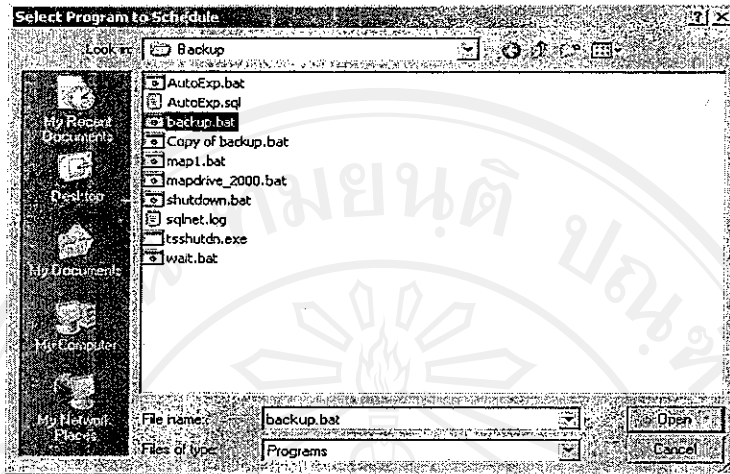 Select Program to Schedule
Look in:
Backup
AutoExp.bat
AutoExp.sql
backup.bat
Copy of backup.bat
map1.bat
mapdrive_2000.bat
shutdown.bat
sqlnet.log
tsshutdn.exe
wait.bat
My Recent
Documents
Desktop
My Documents
My Computer
My Network
Places
File name:
backup.bat
Open
Files of type:
Programs
Cancel